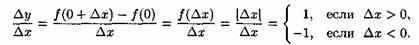 Δy/Δx = f(0 + Δx) − f(0)/Δx = f(Δx)/Δx = |Δx|/Δx = { 1, если Δx > 0, −1, если Δx < 0.